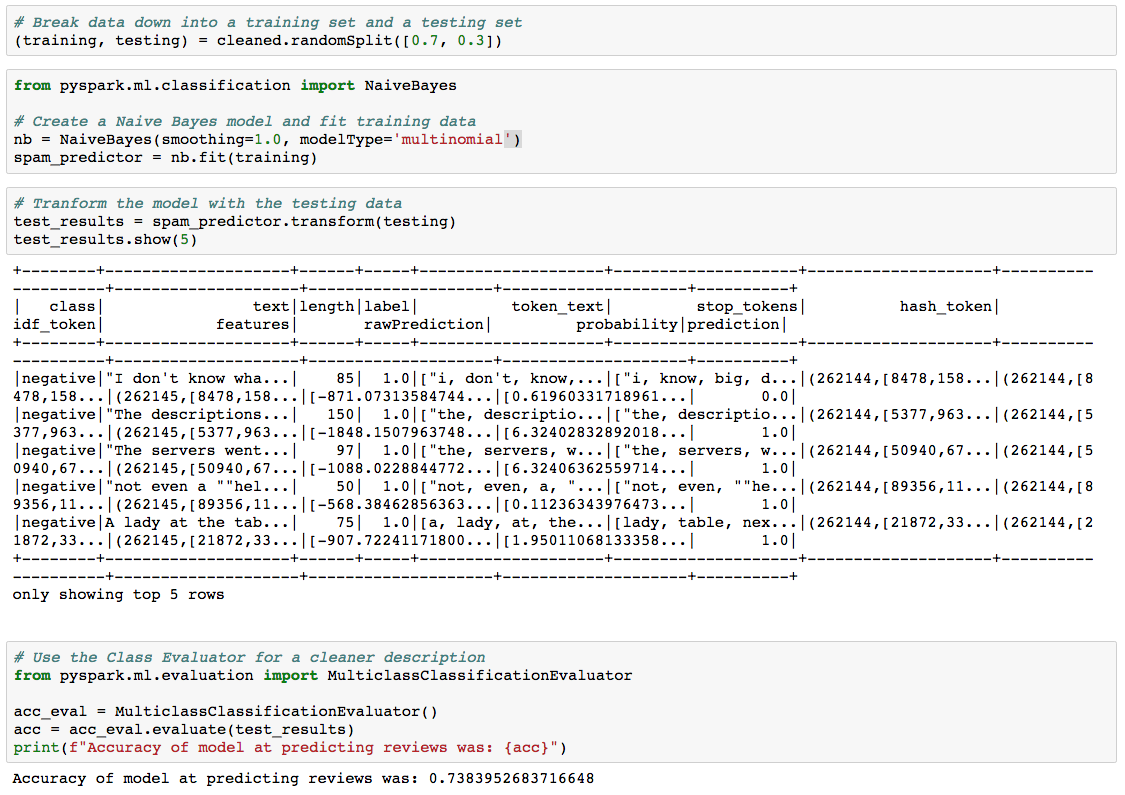 # Break data down into a training set and a testing set
(training, testing) = cleaned.randomSplit([0.7, 0.3])
from pyspark.ml.classification import NaiveBayes
# Create a Naive Bayes model and fit training data
nb = NaiveBayes(smoothing=1.0, modelType='multinomial')
spam_predictor = nb.fit(training)
# Tranform the model with the testing data
test_results = spam_predictor.transform(testing)
test_results.show(5)
+--------+--------------------+------+-----+--------------------+--------------------+--------------------+----------
----------+--------------------+--------------------+--------------------+----------+
|   class|                text|length|label|          token_text|         stop_tokens|          hash_token|
idf_token|            features|       rawPrediction|         probability|prediction|
+--------+--------------------+------+-----+--------------------+--------------------+--------------------+----------
----------+--------------------+--------------------+--------------------+----------+
|negative|"I don't know wha...|    85|  1.0|["i, don't, know,...|["i, know, big, d...|(262144,[8478,158...|(262144,[8
478,158...|(262145,[8478,158...|[-871.07313584744...|[0.61960331718961...|       0.0|
|negative|"The descriptions...|   150|  1.0|["the, descriptio...|["the, descriptio...|(262144,[5377,963...|(262144,[5
377,963...|(262145,[5377,963...|[-1848.1507963748...|[6.32402832892018...|       1.0|
|negative|"The servers went...|    97|  1.0|["the, servers, w...|["the, servers, w...|(262144,[50940,67...|(262144,[5
0940,67...|(262145,[50940,67...|[-1088.0228844772...|[6.32406362559714...|       1.0|
|negative|"not even a ""hel...|    50|  1.0|["not, even, a, "...|["not, even, ""he...|(262144,[89356,11...|(262144,[8
9356,11...|(262145,[89356,11...|[-568.38462856363...|[0.11236343976473...|       1.0|
|negative|A lady at the tab...|    75|  1.0|[a, lady, at, the...|[lady, table, nex...|(262144,[21872,33...|(262144,[2
1872,33...|(262145,[21872,33...|[-907.72241171800...|[1.95011068133358...|       1.0|
+--------+--------------------+------+-----+--------------------+--------------------+--------------------+----------
----------+--------------------+--------------------+--------------------+----------+
only showing top 5 rows
# Use the Class Evaluator for a cleaner description
from pyspark.ml.evaluation import MulticlassClassificationEvaluator
acc_eval = MulticlassClassificationEvaluator()
acc = acc_eval.evaluate(test_results)
print(f"Accuracy of model at predicting reviews was: {acc}")
Accuracy of model at predicting reviews was: 0.7383952683716648